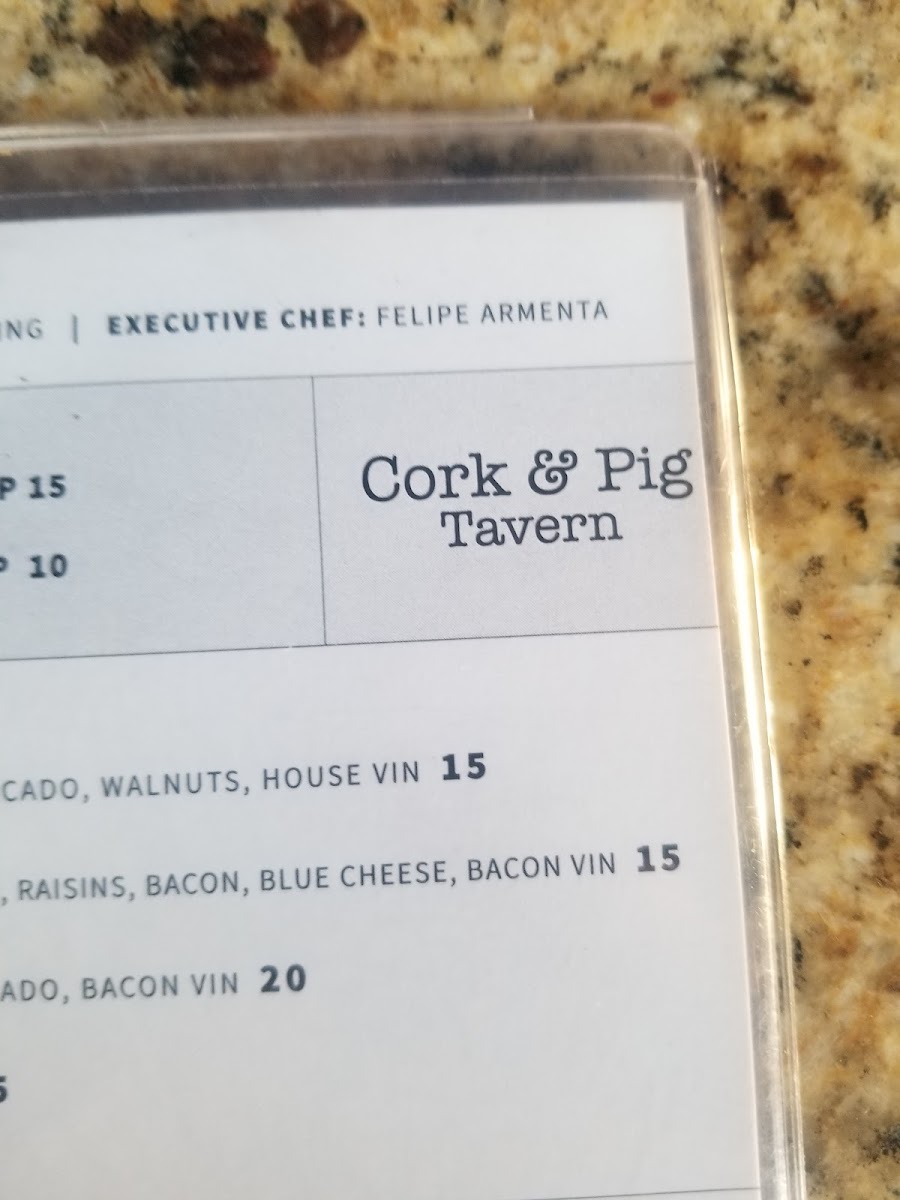 ING | EXECUTIVE CHEF: FELIPE ARMENTA
Cork & Pig
Tavern
P 15
P 10
CADO, WALNUTS, HOUSE VIN 15
, RAISINS, BACON, BLUE CHEESE, BACON VIN 15
ADO, BACON VIN 20
5